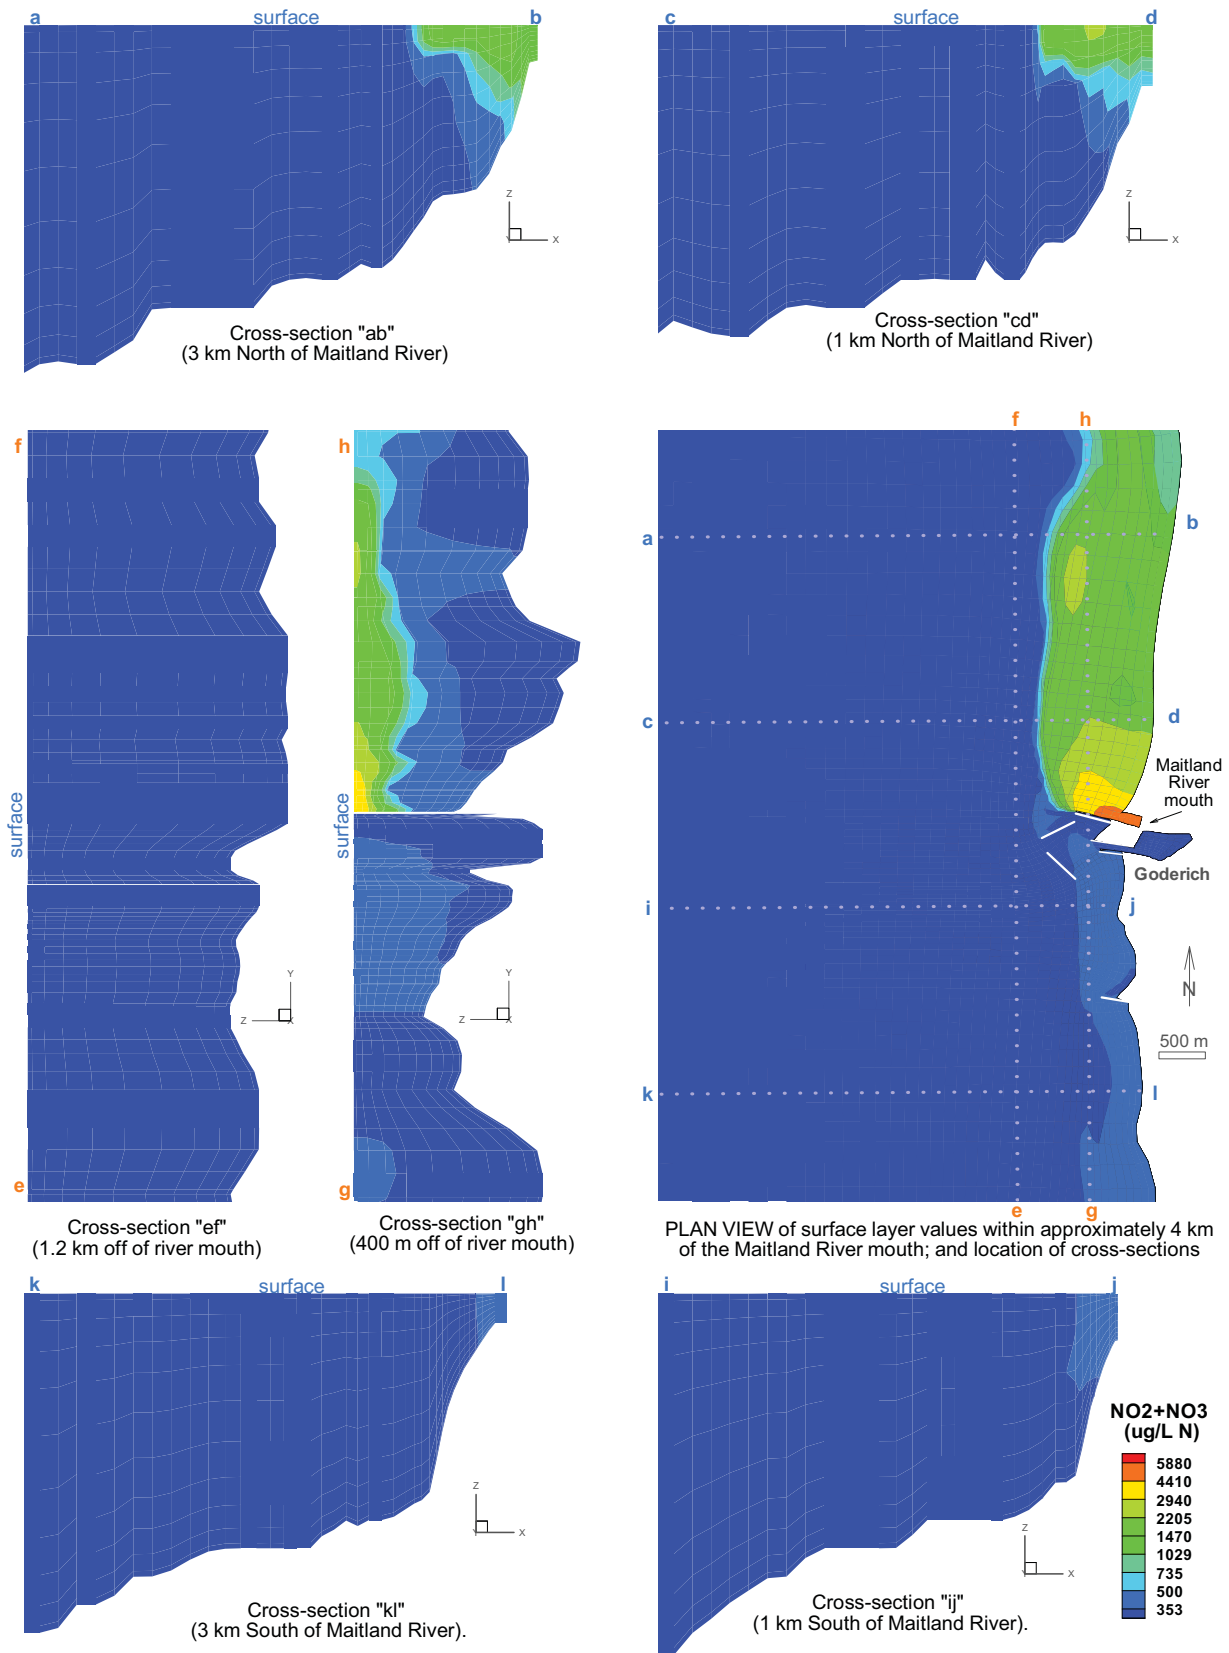 a surface b
c surface d
Z
X
Z
Y X
Cross-section "ab"
(3 km North of Maitland River)
Cross-section "cd"
(1 km North of Maitland River)
f
h
f h
b
a
c
d
Maitland
River
mouth
surface
surface
Goderich
i
j
Y
Z X
Y
Z X
N
500 m
k
l
e
g
e g
Cross-section "ef"
(1.2 km off of river mouth)
Cross-section "gh"
(400 m off of river mouth)
PLAN VIEW of surface layer values within approximately 4 km
of the Maitland River mouth; and location of cross-sections
k surface l
i surface j
Z
Y X
Z
Y X
NO2+NO3
(ug/L N)
5880
4410
2940
2205
1470
1029
735
500
353
Cross-section "kl"
(3 km South of Maitland River).
Cross-section "ij"
(1 km South of Maitland River).